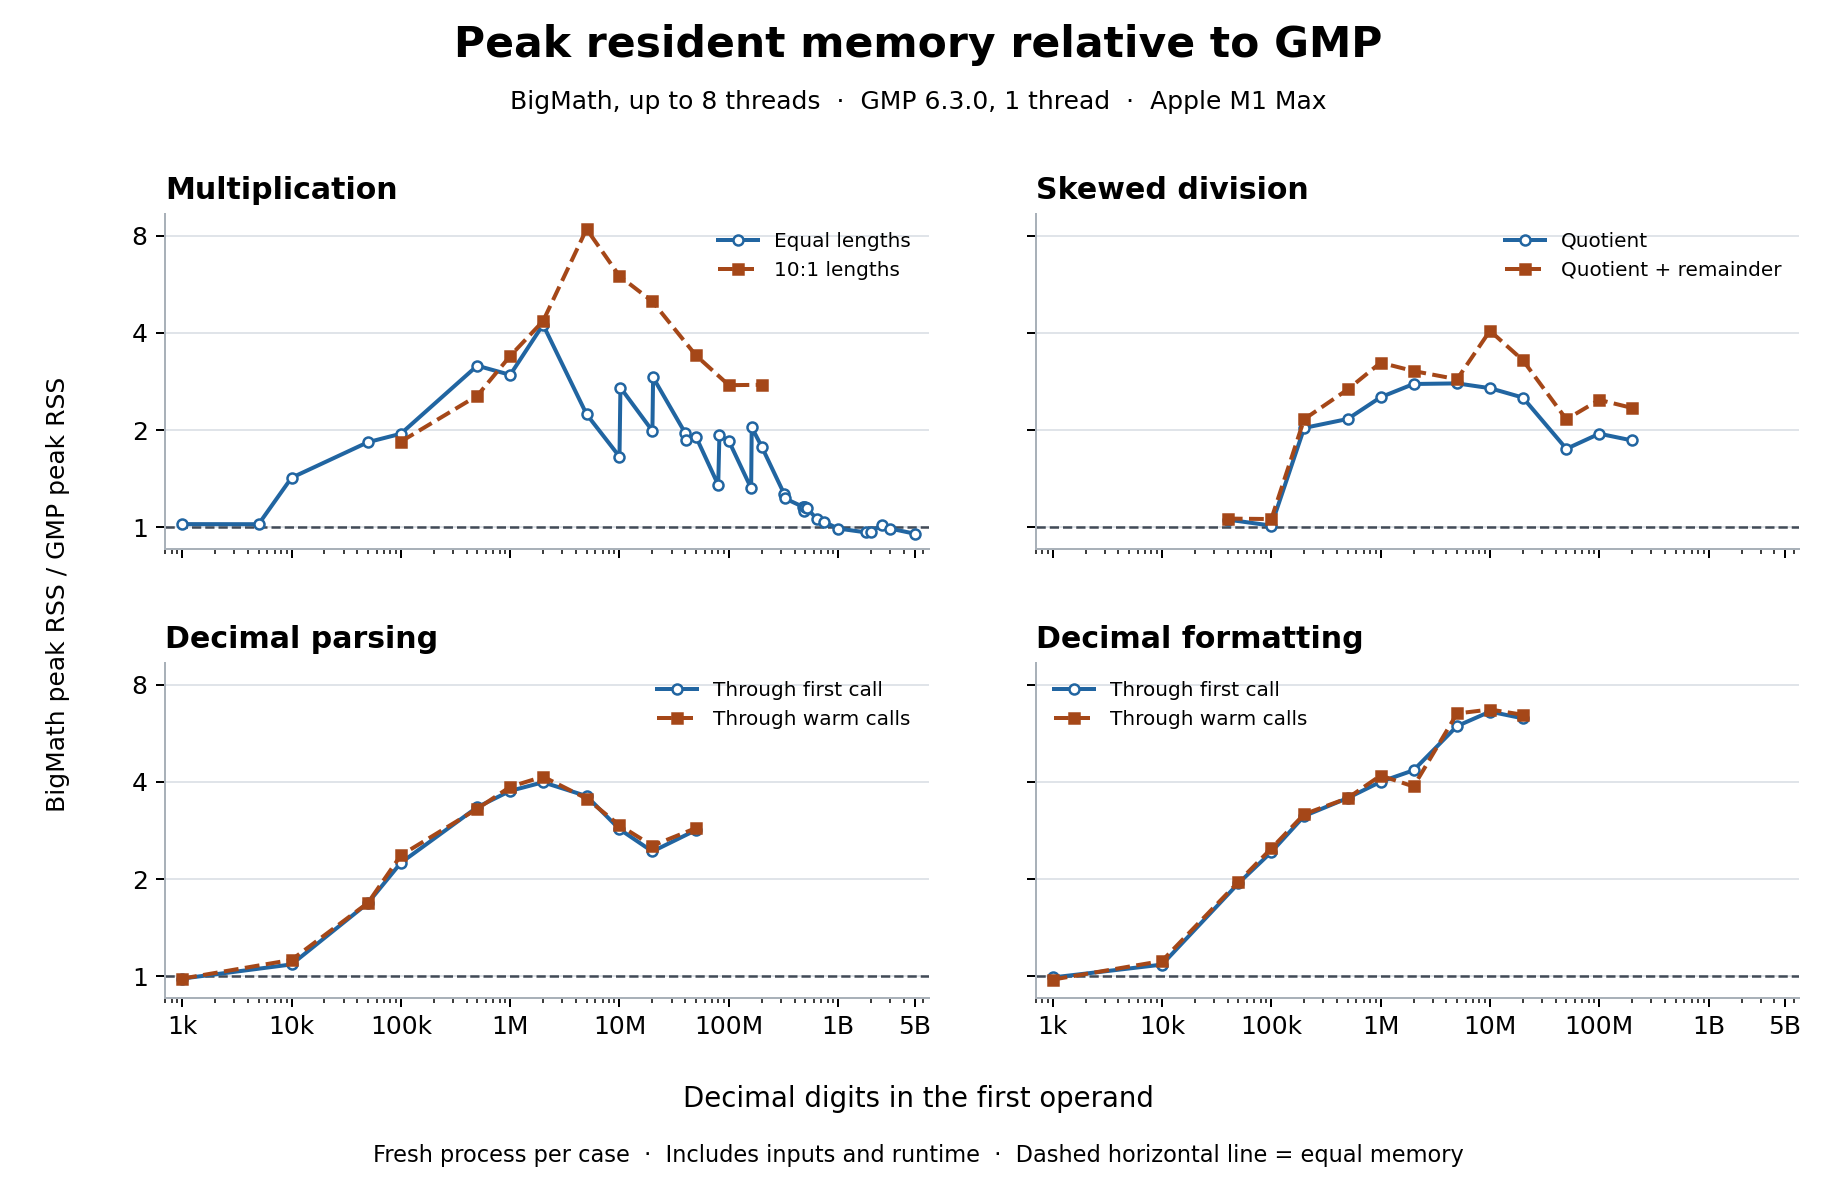 Peak resident memory relative to GMP
BigMath, up to 8 threads · GMP 6.3.0, 1 thread · Apple M1 Max
BigMath peak RSS / GMP peak RSS
Multiplication
8
4
2
1
Equal lengths
10:1 lengths
Skewed division
Quotient
Quotient + remainder
Decimal parsing
8
4
2
1
Through first call
Through warm calls
1k 10k 100k 1M 10M 100M 1B 5B
Decimal formatting
Through first call
Through warm calls
1k 10k 100k 1M 10M 100M 1B 5B
Decimal digits in the first operand
Fresh process per case · Includes inputs and runtime · Dashed horizontal line = equal memory